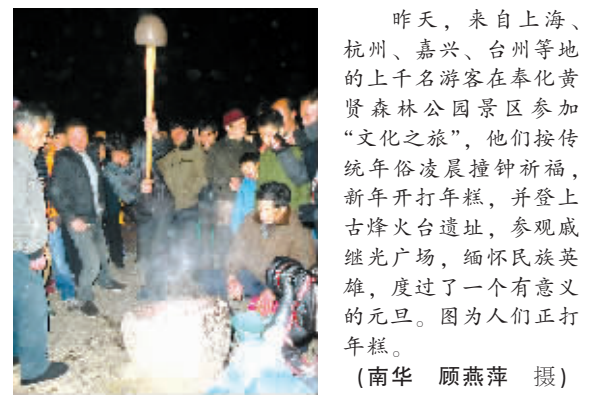 昨天，来自上海、
杭州、嘉兴、台州等地
的上千名游客在奉化黄
贤森林公园景区参加
“文化之旅”，他们按传
统年俗凌晨撞钟祈福，
新年开打年糕，并登上
古烽火台遗址，参观戚
继光广场，缅怀民族英
雄，度过了一个有意义
的元旦。图为人们正打
年糕。
（南华　顾燕萍　摄）